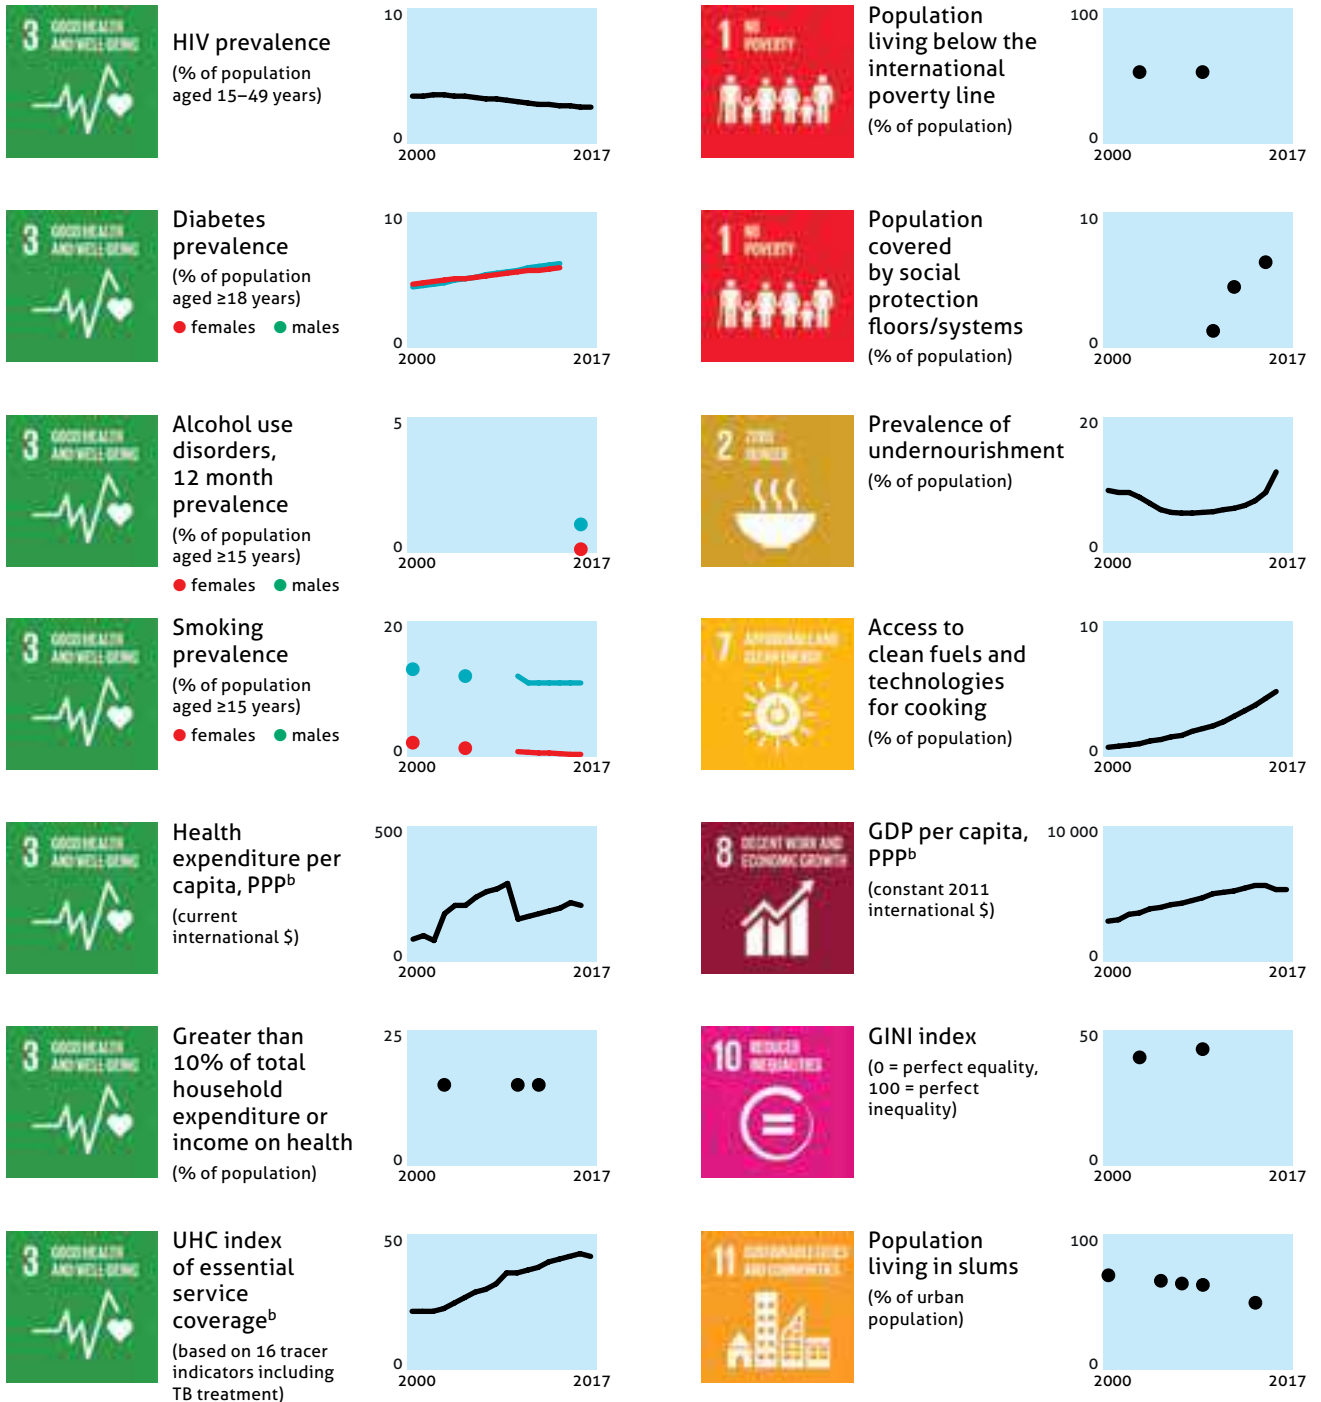 3 GOOD HEALTH
AND WELL-BEING
HIV prevalence
(% of population
aged 15–49 years)
10
0
2000 2017
3 GOOD HEALTH
AND WELL-BEING
Diabetes
prevalence
(% of population
aged ≥18 years)
females males
10
0
2000 2017
3 GOOD HEALTH
AND WELL-BEING
Alcohol use
disorders,
12 month
prevalence
(% of population
aged ≥15 years)
females males
5
0
2000 2017
3 GOOD HEALTH
AND WELL-BEING
Smoking
prevalence
(% of population
aged ≥15 years)
females males
20
0
2000 2017
3 GOOD HEALTH
AND WELL-BEING
Health
expenditure per
capita, PPPᵇ
(current
international $)
500
0
2000 2017
3 GOOD HEALTH
AND WELL-BEING
Greater than
10% of total
household
expenditure or
income on health
(% of population)
25
0
2000 2017
3 GOOD HEALTH
AND WELL-BEING
UHC index
of essential
service
coverageᵇ
(based on 16 tracer
indicators including
TB treatment)
50
0
2000 2017
1 NO
POVERTY
Population
living below the
international
poverty line
(% of population)
100
0
2000 2017
1 NO
POVERTY
Population
covered
by social
protection
floors/systems
(% of population)
10
0
2000 2017
2 ZERO
HUNGER
Prevalence of
undernourishment
(% of population)
20
0
2000 2017
7 AFFORDABLE AND
CLEAN ENERGY
Access to
clean fuels and
technologies
for cooking
(% of population)
10
0
2000 2017
8 DECENT WORK AND
ECONOMIC GROWTH
GDP per capita,
PPPᵇ
(constant 2011
international $)
10 000
0
2000 2017
10 REDUCED
INEQUALITIES
GINI index
(0 = perfect equality,
100 = perfect
inequality)
50
0
2000 2017
11 SUSTAINABLE CITIES
AND COMMUNITIES
Population
living in slums
(% of urban
population)
100
0
2000 2017